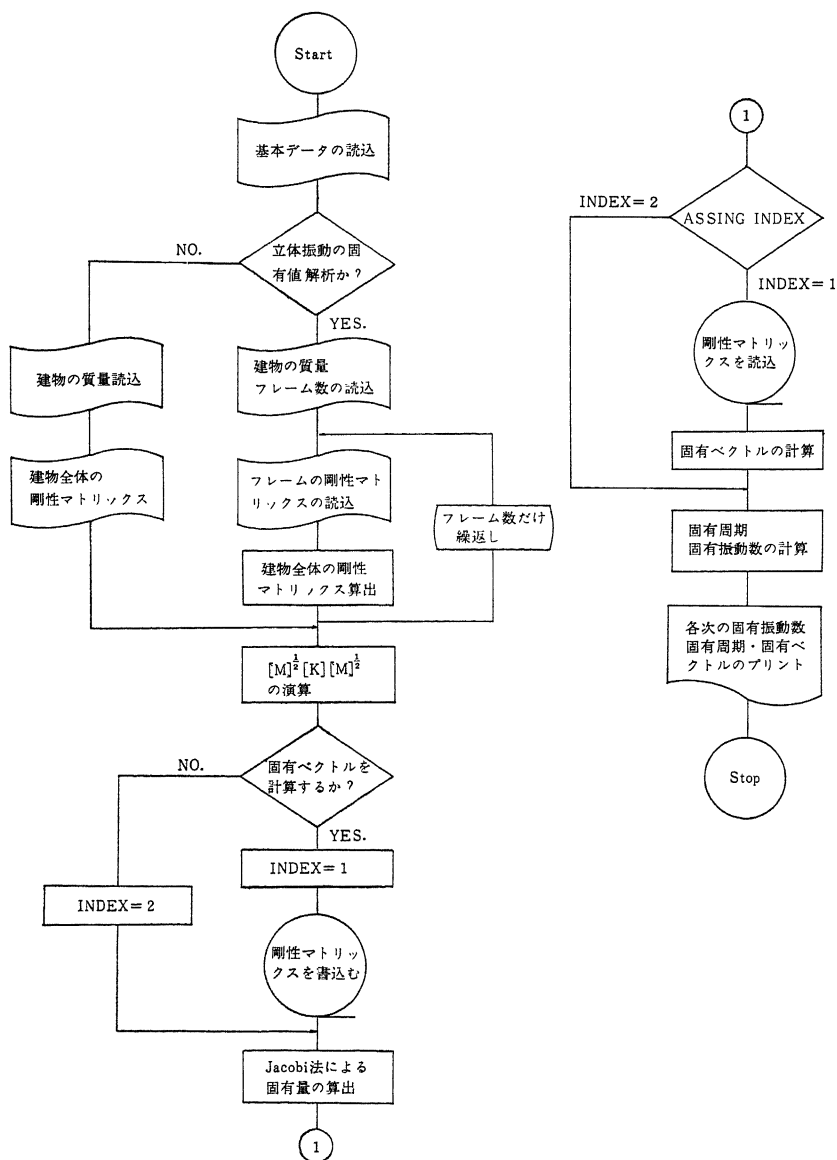 Start
基本データの読込
立体振動の固
有値解析か?
NO.
YES.
建物の質量読込
建物の質量
フレーム数の読込
建物全体の
剛性マトリックス
フレームの剛性マト
リックスの読込
フレーム数だけ
繰返し
建物全体の剛性
マトリックス算出
[M]^½[K][M]^½
の演算
固有ベクトルを
計算するか?
NO.
YES.
INDEX=1
INDEX=2
剛性マトリッ
クスを書込む
Jacobi法による
固有量の算出
1
1
ASSING INDEX
INDEX=2
INDEX=1
剛性マトリッ
クスを読込
固有ベクトルの計算
固有周期
固有振動数の計算
各次の固有振動数
固有周期・固有ベ
クトルのプリント
Stop